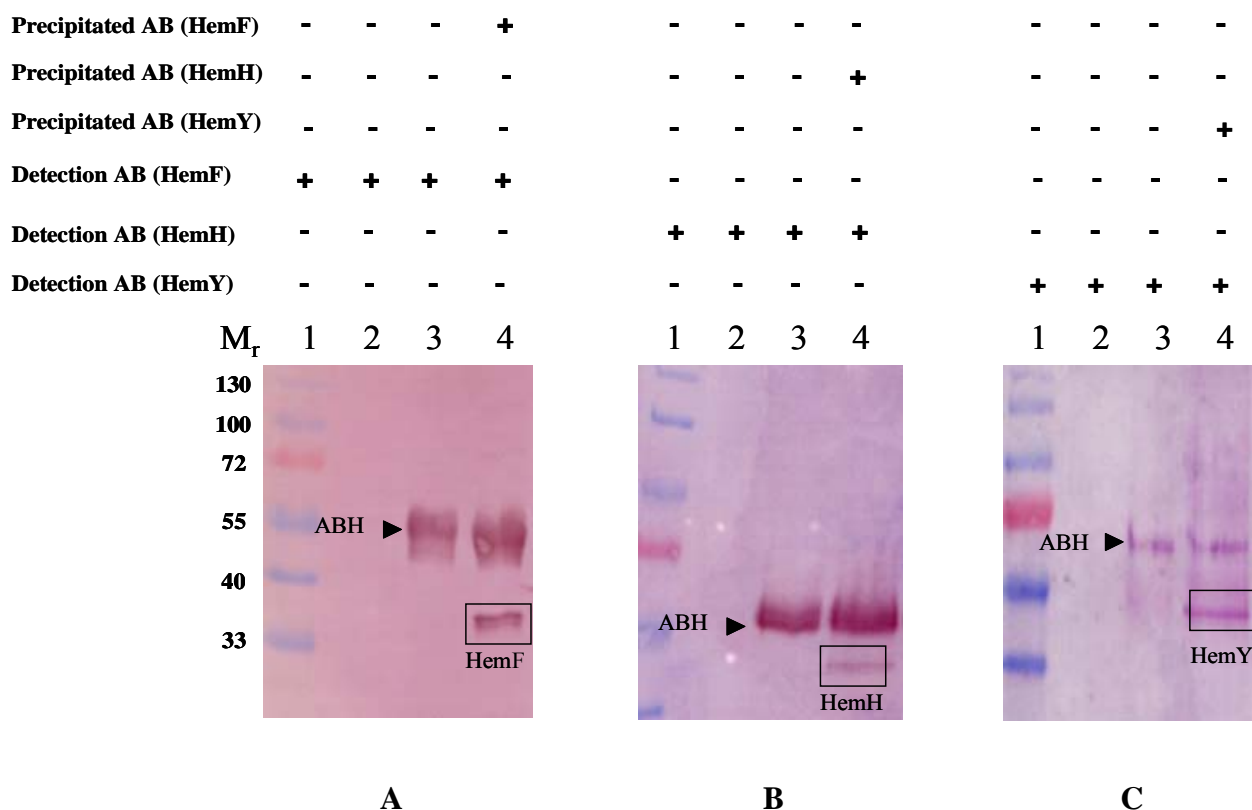 Precipitated AB (HemF) - - - + - - - - - - - -
Precipitated AB (HemH) - - - - - - - + - - - -
Precipitated AB (HemY) - - - - - - - - - - - +
Detection AB (HemF) + + + + - - - - - - - -
Detection AB (HemH) - - - - + + + + - - - -
Detection AB (HemY) - - - - - - - - + + + +
Mr 1 2 3 4 1 2 3 4 1 2 3 4
130
100
72
55 ABH
ABH
40
ABH
33
HemF
HemY
HemH
A B C